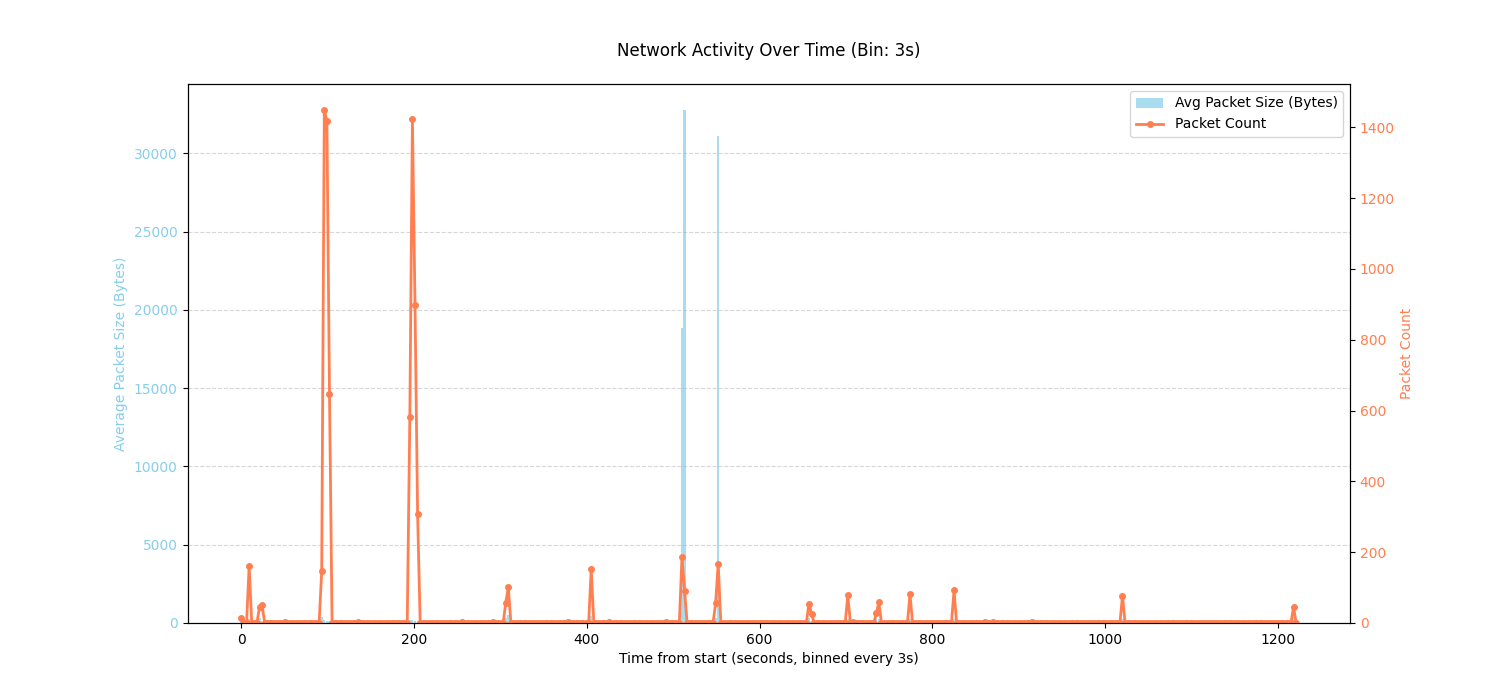 Network Activity Over Time (Bin: 3s)
Avg Packet Size (Bytes)
Packet Count
30000
25000
20000
15000
10000
5000
0
Average Packet Size (Bytes)
1400
1200
1000
800
600
400
200
0
Packet Count
0 200 400 600 800 1000 1200
Time from start (seconds, binned every 3s)